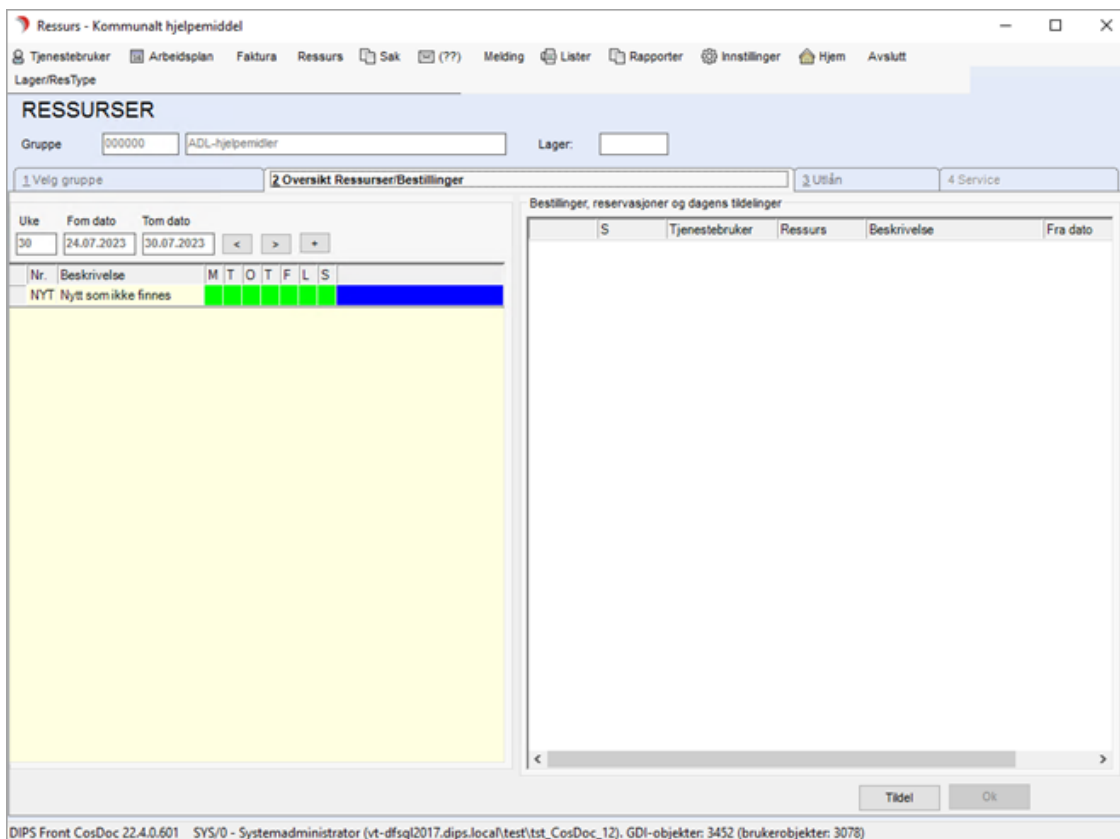 Ressurs - Kommunalt hjelpemiddel
Tjenestebruker Arbeidsplan Faktura Ressurs Sak (??) Melding Lister Rapporter Innstillinger Hjem Avslutt
Lager/ResType
RESSURSER
Gruppe 000000 ADL-hjelpemidler Lager:
1 Velg gruppe 2 Oversikt Ressurser/Bestillinger 3 Utlån 4 Service
Bestillinger, reservasjoner og dagens tildelinger
Uke Fom dato Tom dato
30 24.07.2023 30.07.2023 < > +
S Tjenestebruker Ressurs Beskrivelse Fra dato
Nr. Beskrivelse M T O T F L S
NYT Nytt som ikke finnes
Tildel Ok
DIPS Front CosDoc 22.4.0.601 SYS/0 - Systemadministrator (vt-dfsql2017.dips.local\test\tst_CosDoc_12). GDI-objekter: 3452 (brukerobjekter: 3078)